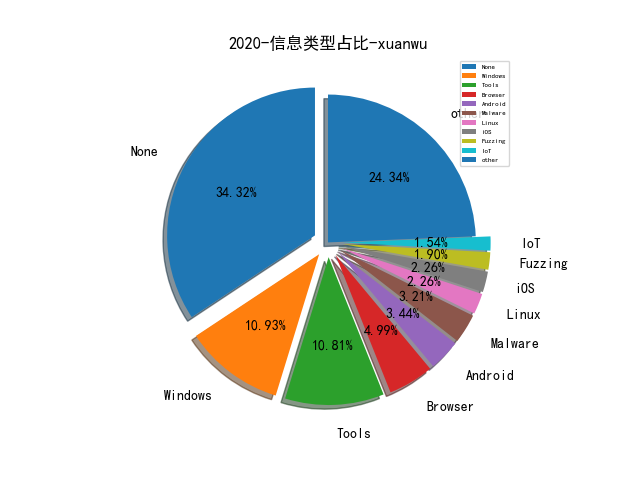 2020-信息类型占比-xuanwu
None
Windows
Tools
Browser
Android
Malware
Linux
iOS
Fuzzing
IoT
other
other
24.34%
None
34.32%
1.54%
IoT
1.90%
Fuzzing
2.26%
iOS
2.26%
Linux
3.21%
Malware
3.44%
Android
4.99%
Browser
10.81%
Tools
10.93%
Windows